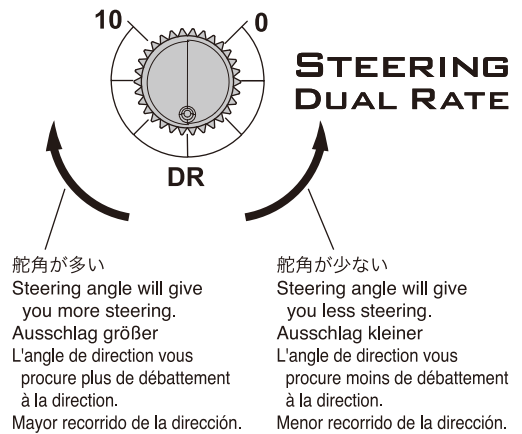 10
0
STEERING
DUAL RATE
DR
舵角が多い
Steering angle will give
you more steering.
Ausschlag größer
L'angle de direction vous
procure plus de débattement
à la direction.
Mayor recorrido de la dirección.
舵角が少ない
Steering angle will give
you less steering.
Ausschlag kleiner
L'angle de direction vous
procure moins de débattement
à la direction.
Menor recorrido de la dirección.